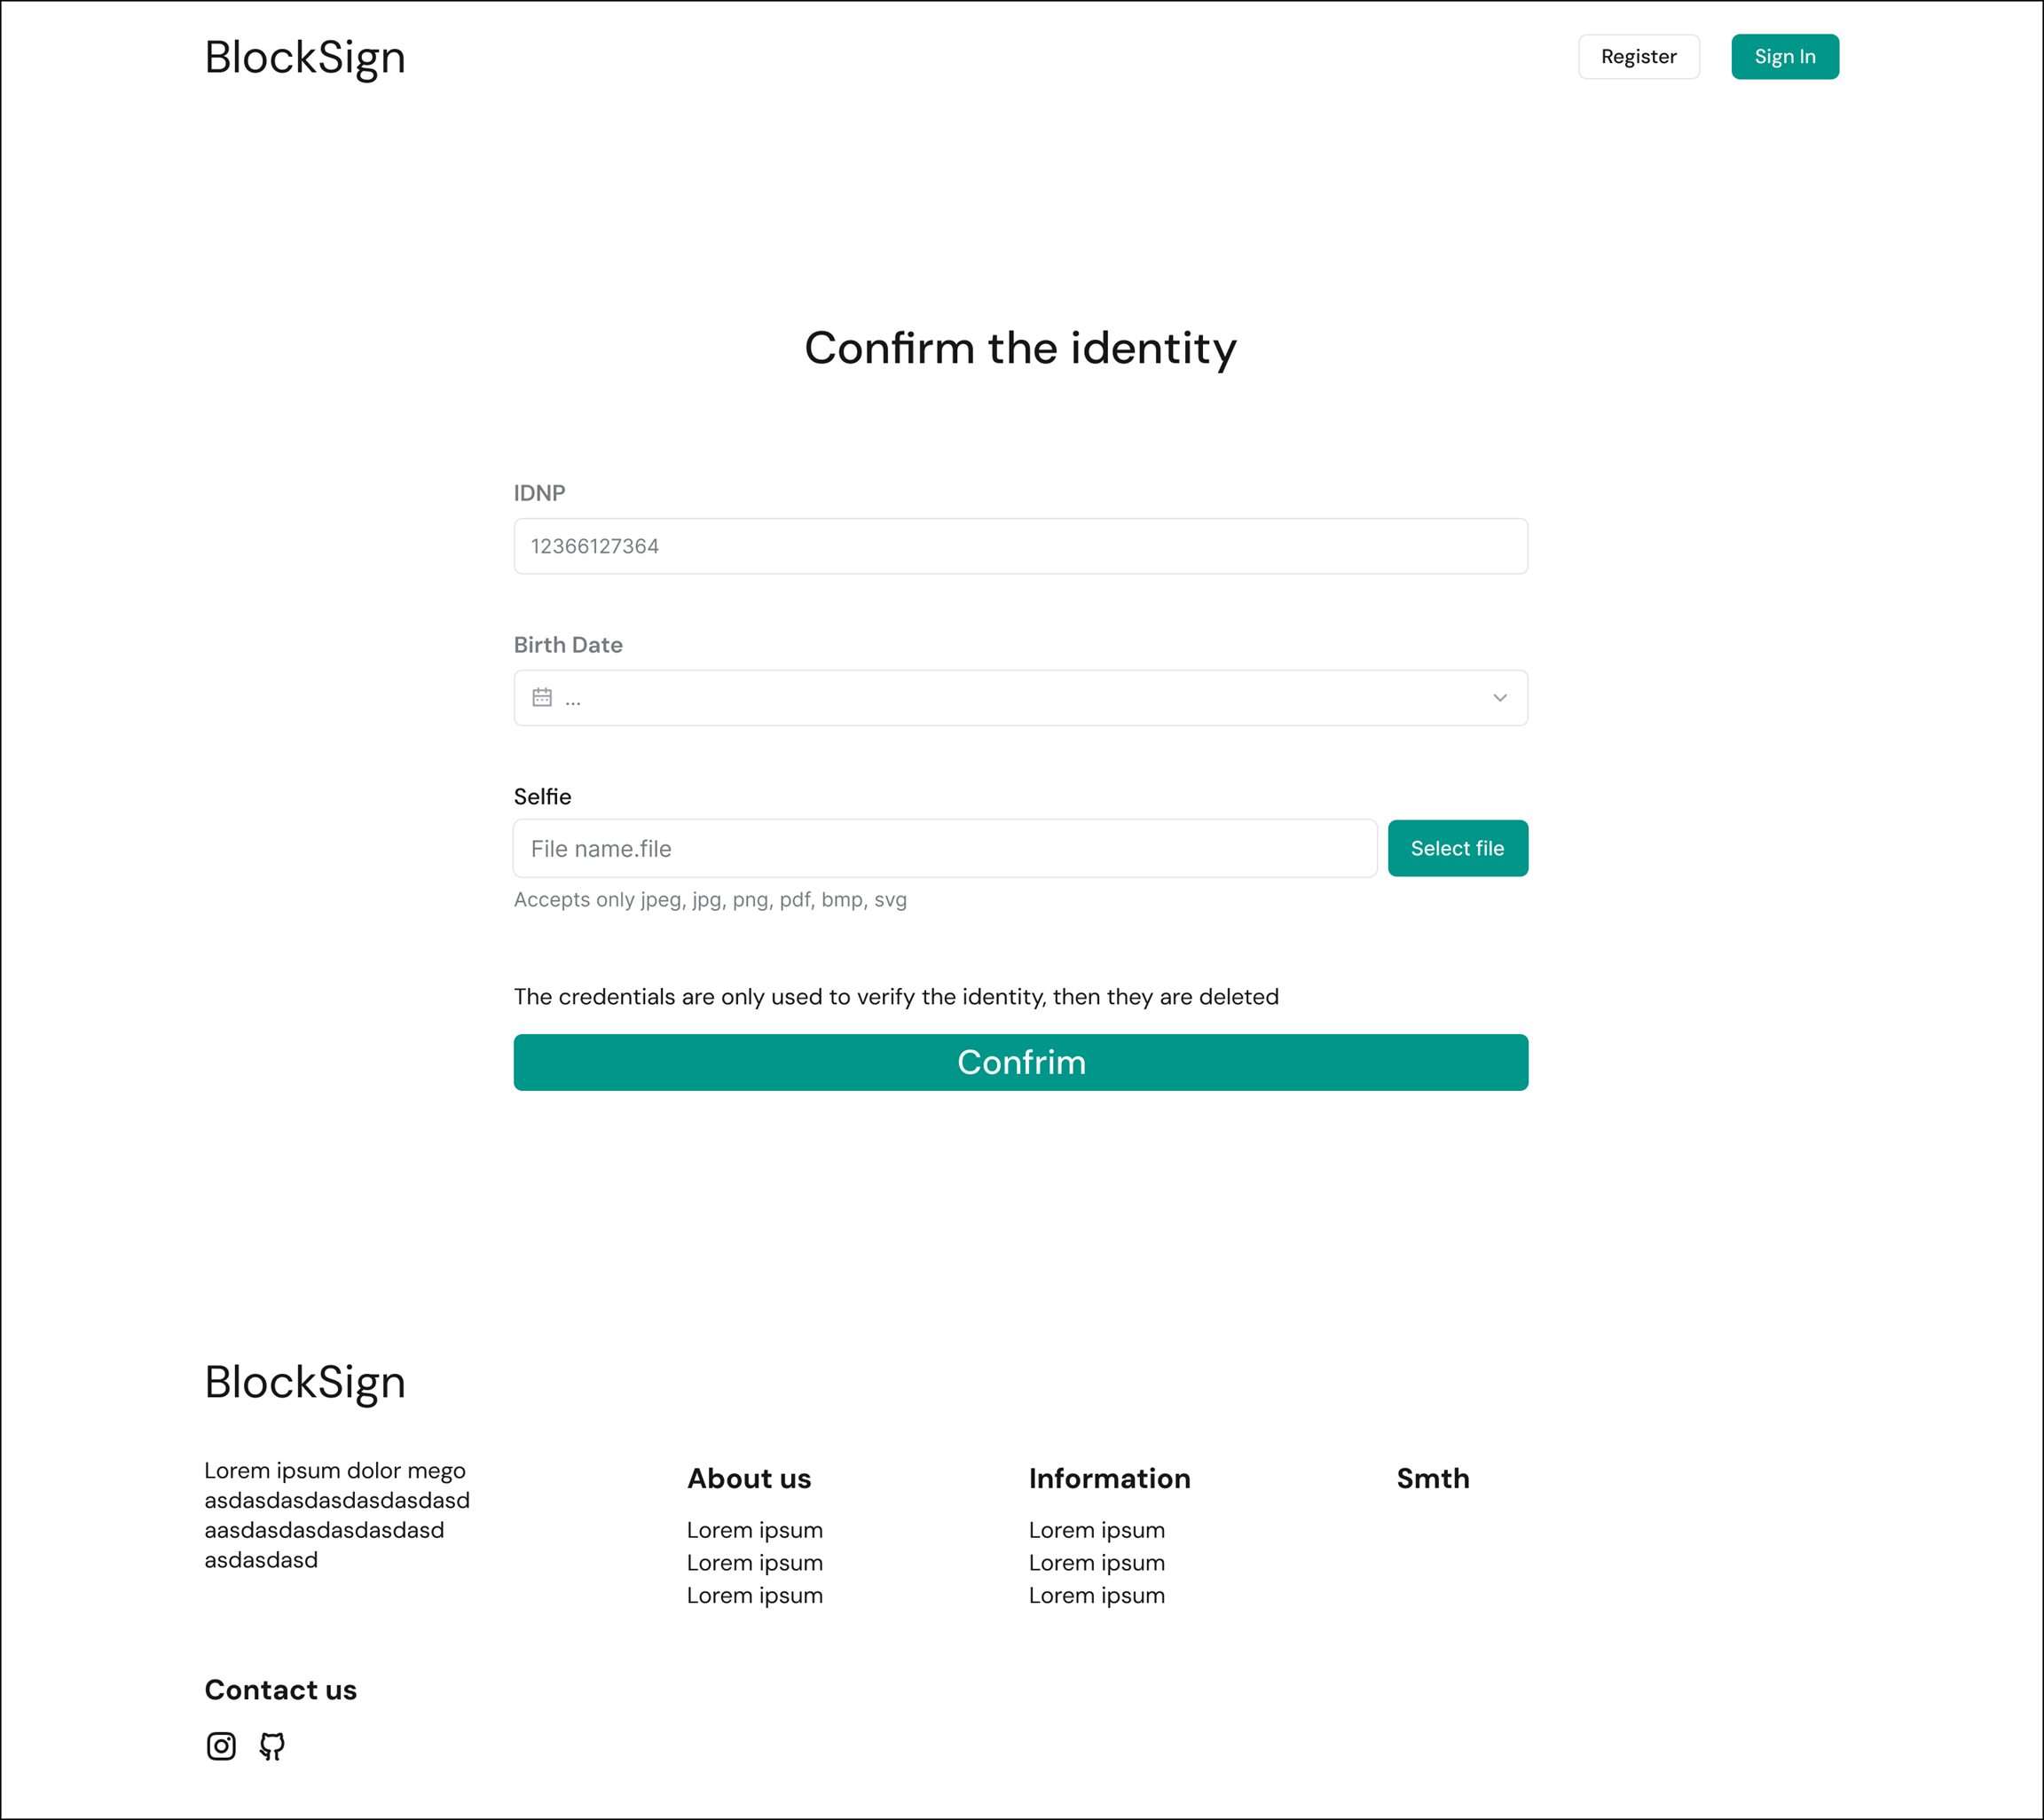 BlockSign
Register
Sign In
Confirm the identity
IDNP
12366127364
Birth Date
...
Selfie
File name.file
Select file
Accepts only jpeg, jpg, png, pdf, bmp, svg
The credentials are only used to verify the identity, then they are deleted
Confrim
BlockSign
Lorem ipsum dolor mego
asdasdasdasdasdasdasd
aasdasdasdasdasdasd
asdasdasd
About us
Lorem ipsum
Lorem ipsum
Lorem ipsum
Information
Lorem ipsum
Lorem ipsum
Lorem ipsum
Smth
Contact us